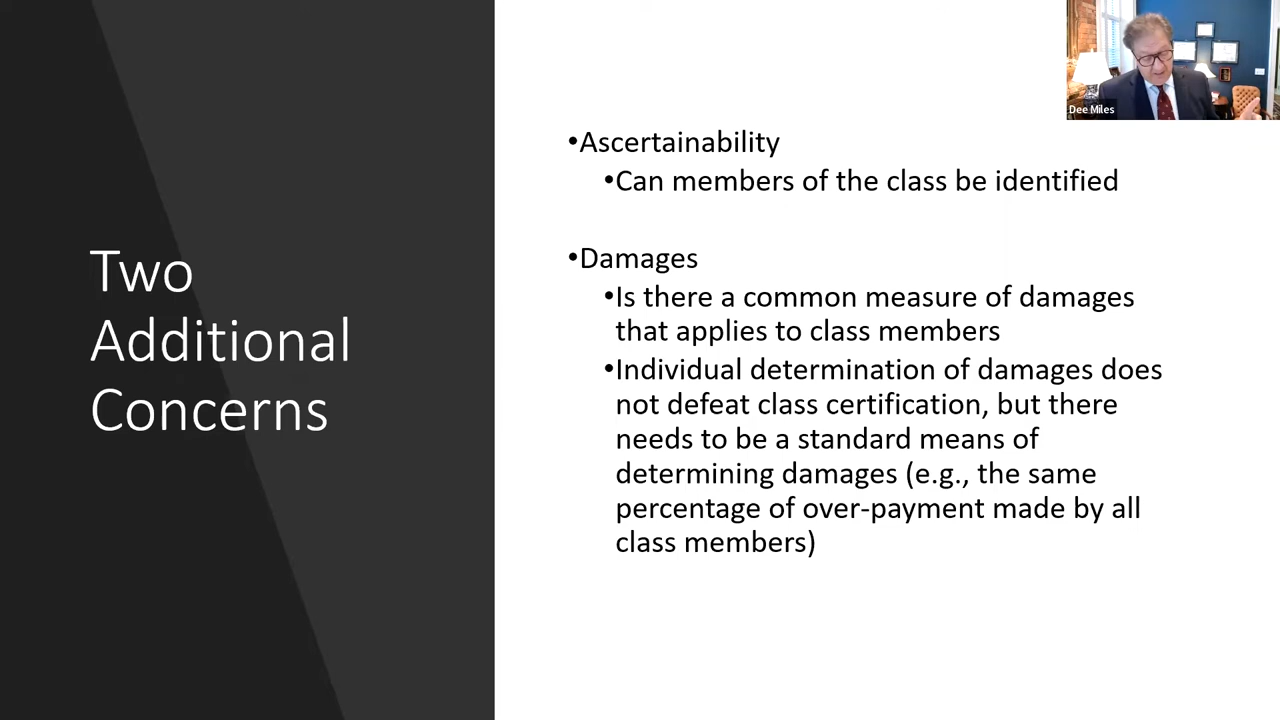 Dee Miles
Two
Additional
Concerns
•Ascertainability
•Can members of the class be identified
•Damages
•Is there a common measure of damages
that applies to class members
•Individual determination of damages does
not defeat class certification, but there
needs to be a standard means of
determining damages (e.g., the same
percentage of over-payment made by all
class members)